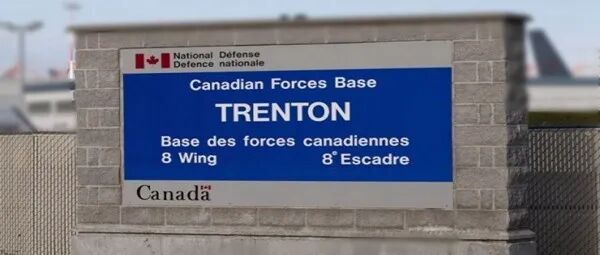 National Défense
Defence nationale
Canadian Forces Base
TRENTON
Base des forces canadiennes
8 Wing 8e Escadre
Canada